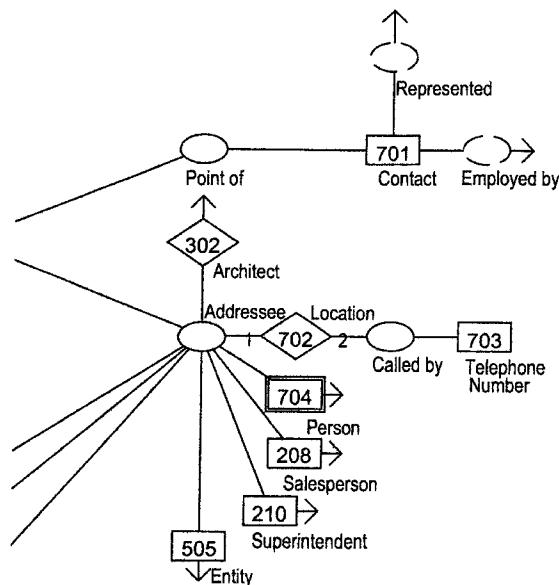 Represented
701
Point of
Contact
Employed by
302
Architect
Addressee
Location
1
702
2
703
Called by
Telephone
Number
704
Person
208
Salesperson
210
Superintendent
505
Entity